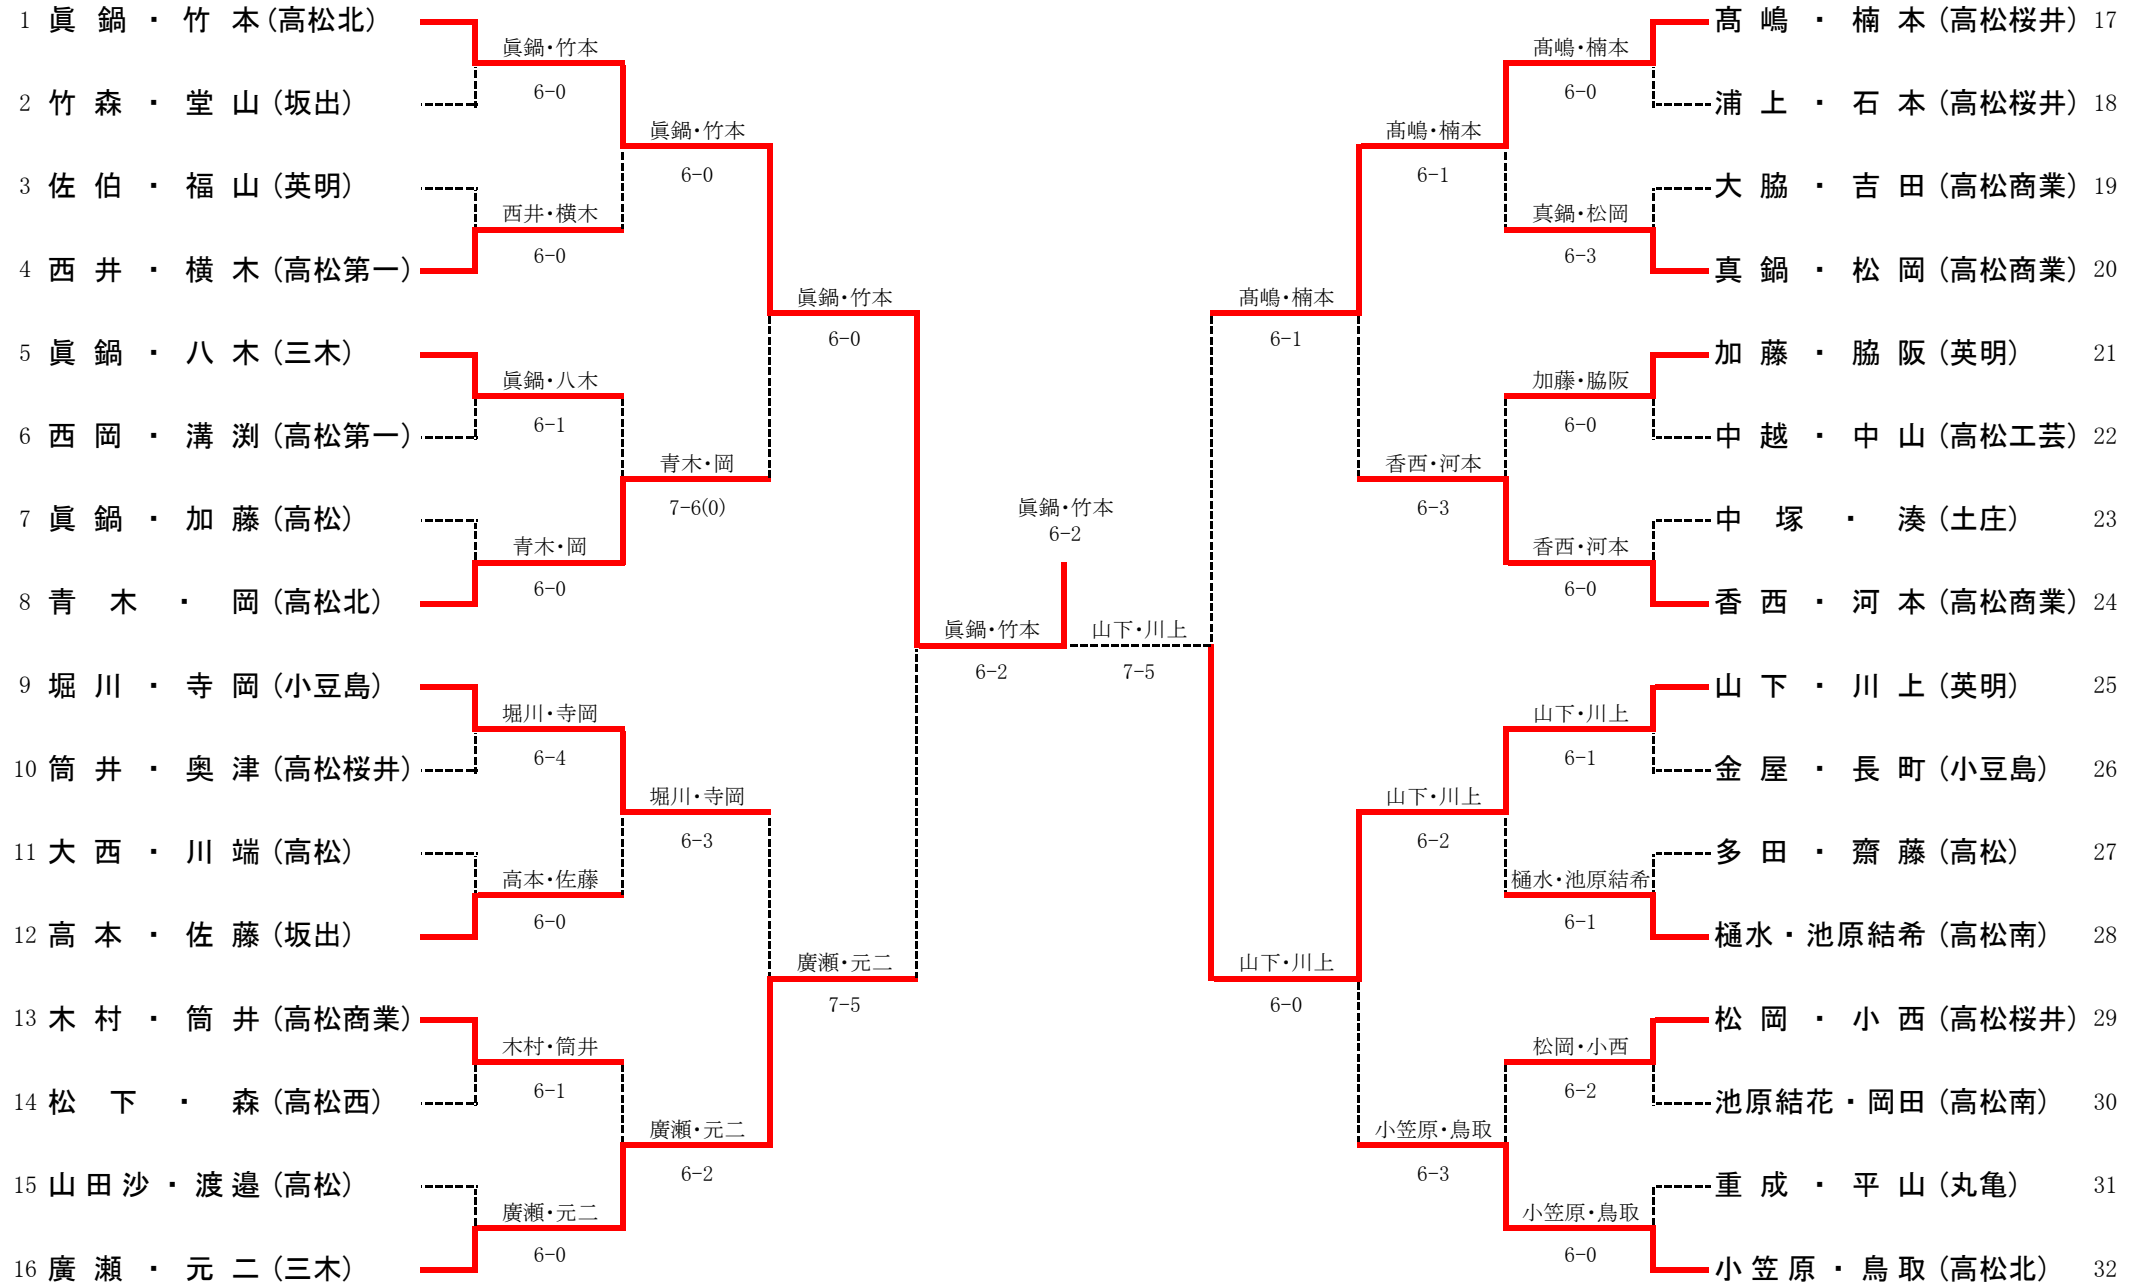 1 眞鍋・竹本(高松北)
2 竹森・堂山(坂出)
3 佐伯・福山(英明)
4 西井・横木(高松第一)
5 眞鍋・八木(三木)
6 西岡・溝渕(高松第一)
7 眞鍋・加藤(高松)
8 青木・岡(高松北)
9 堀川・寺岡(小豆島)
10 筒井・奥津(高松桜井)
11 大西・川端(高松)
12 高本・佐藤(坂出)
13 木村・筒井(高松商業)
14 松下・森(高松西)
15 山田沙・渡邉(高松)
16 廣瀬・元二(三木)
眞鍋・竹本
6-0
西井・横木
6-0
眞鍋・八木
6-1
青木・岡
6-0
堀川・寺岡
6-4
高本・佐藤
6-0
木村・筒井
6-1
廣瀬・元二
6-0
眞鍋・竹本
6-0
青木・岡
7-6(0)
堀川・寺岡
6-3
廣瀬・元二
6-2
眞鍋・竹本
6-0
廣瀬・元二
7-5
眞鍋・竹本
6-2
眞鍋・竹本
6-2
山下・川上
7-5
髙嶋・楠本
6-1
山下・川上
6-0
髙嶋・楠本
6-1
香西・河本
6-3
山下・川上
6-2
小笠原・鳥取
6-3
髙嶋・楠本
6-0
真鍋・松岡
6-3
加藤・脇阪
6-0
香西・河本
6-0
山下・川上
6-1
樋水・池原結希
6-1
松岡・小西
6-2
小笠原・鳥取
6-0
髙嶋・楠本(高松桜井) 17
浦上・石本(高松桜井) 18
大脇・吉田(高松商業) 19
真鍋・松岡(高松商業) 20
加藤・脇阪(英明) 21
中越・中山(高松工芸) 22
中塚・湊(土庄) 23
香西・河本(高松商業) 24
山下・川上(英明) 25
金屋・長町(小豆島) 26
多田・齋藤(高松) 27
樋水・池原結希(高松南) 28
松岡・小西(高松桜井) 29
池原結花・岡田(高松南) 30
重成・平山(丸亀) 31
小笠原・鳥取(高松北) 32